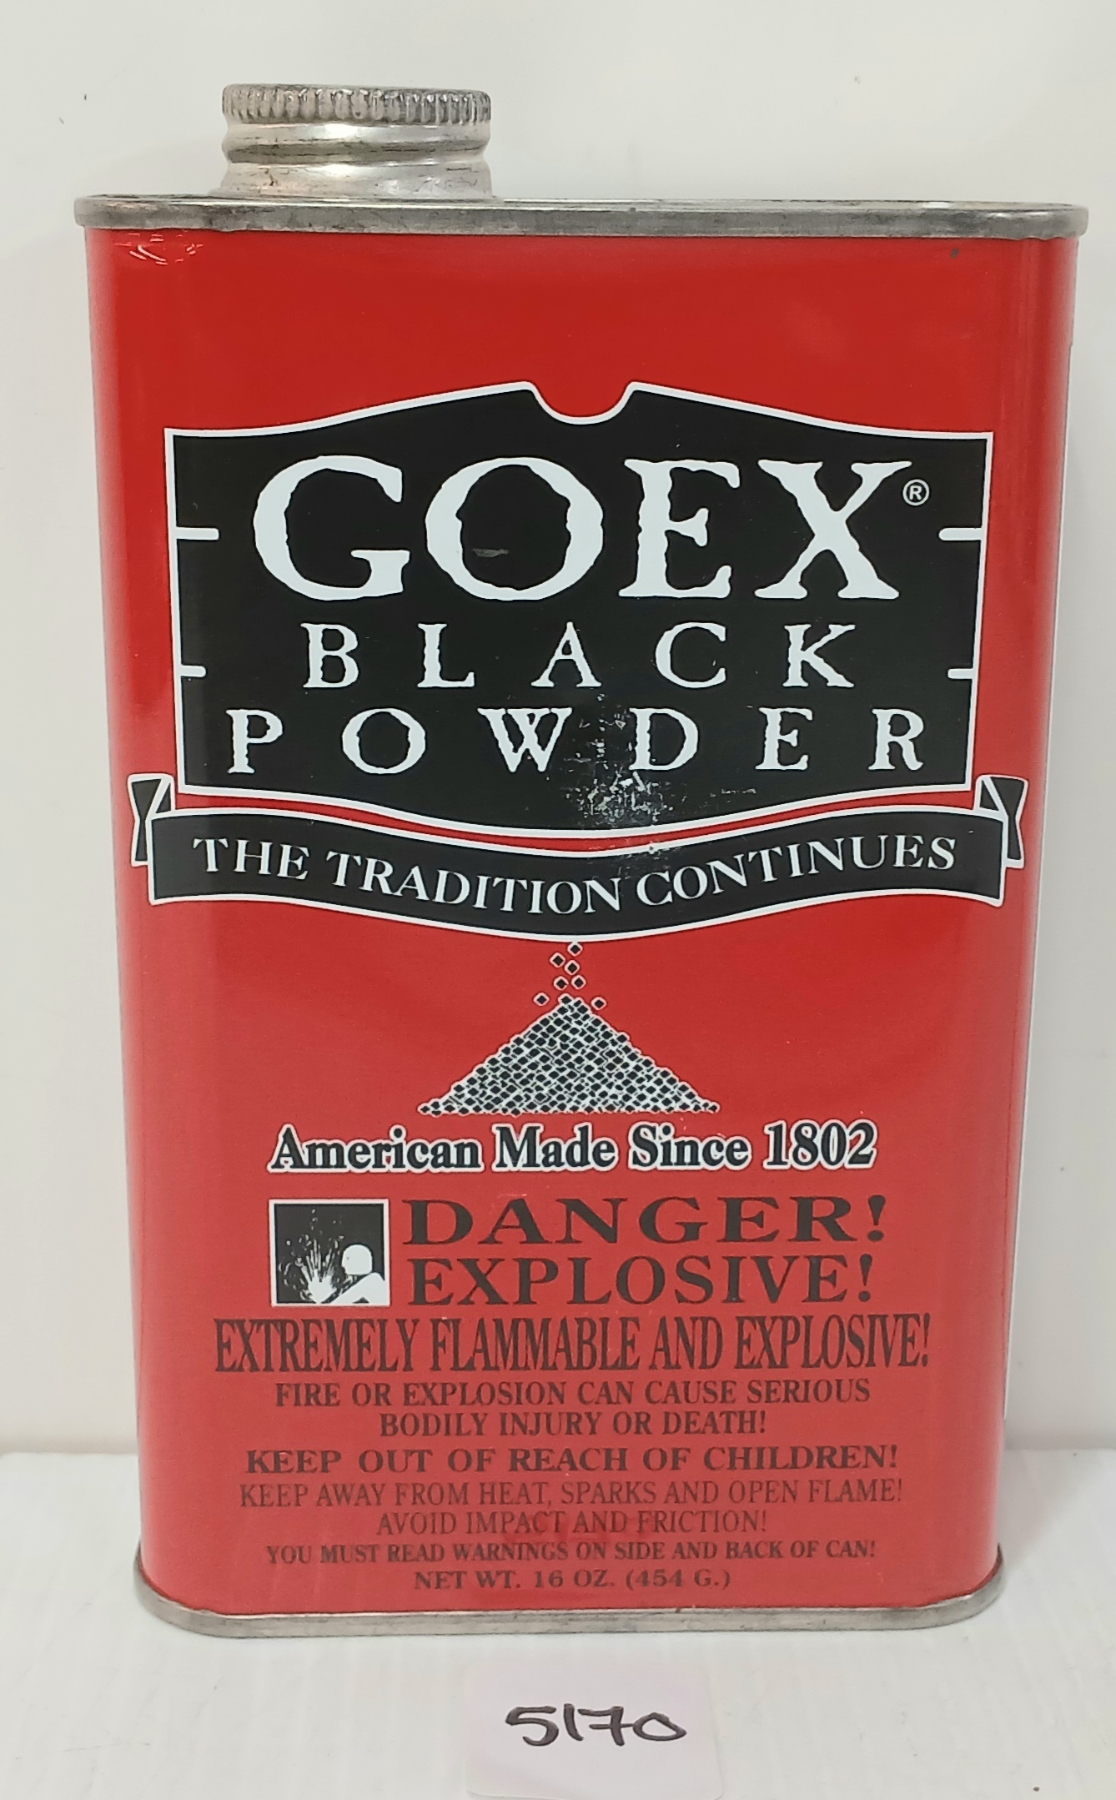 GOEX®
BLACK
POWDER
THE TRADITION CONTINUES
American Made Since 1802
DANGER!
EXPLOSIVE!
EXTREMELY FLAMMABLE AND EXPLOSIVE!
FIRE OR EXPLOSION CAN CAUSE SERIOUS
BODILY INJURY OR DEATH!
KEEP OUT OF REACH OF CHILDREN!
KEEP AWAY FROM HEAT, SPARKS AND OPEN FLAME!
AVOID IMPACT AND FRICTION!
YOU MUST READ WARNINGS ON SIDE AND BACK OF CAN!
NET WT. 16 OZ. (454 G.)
5170